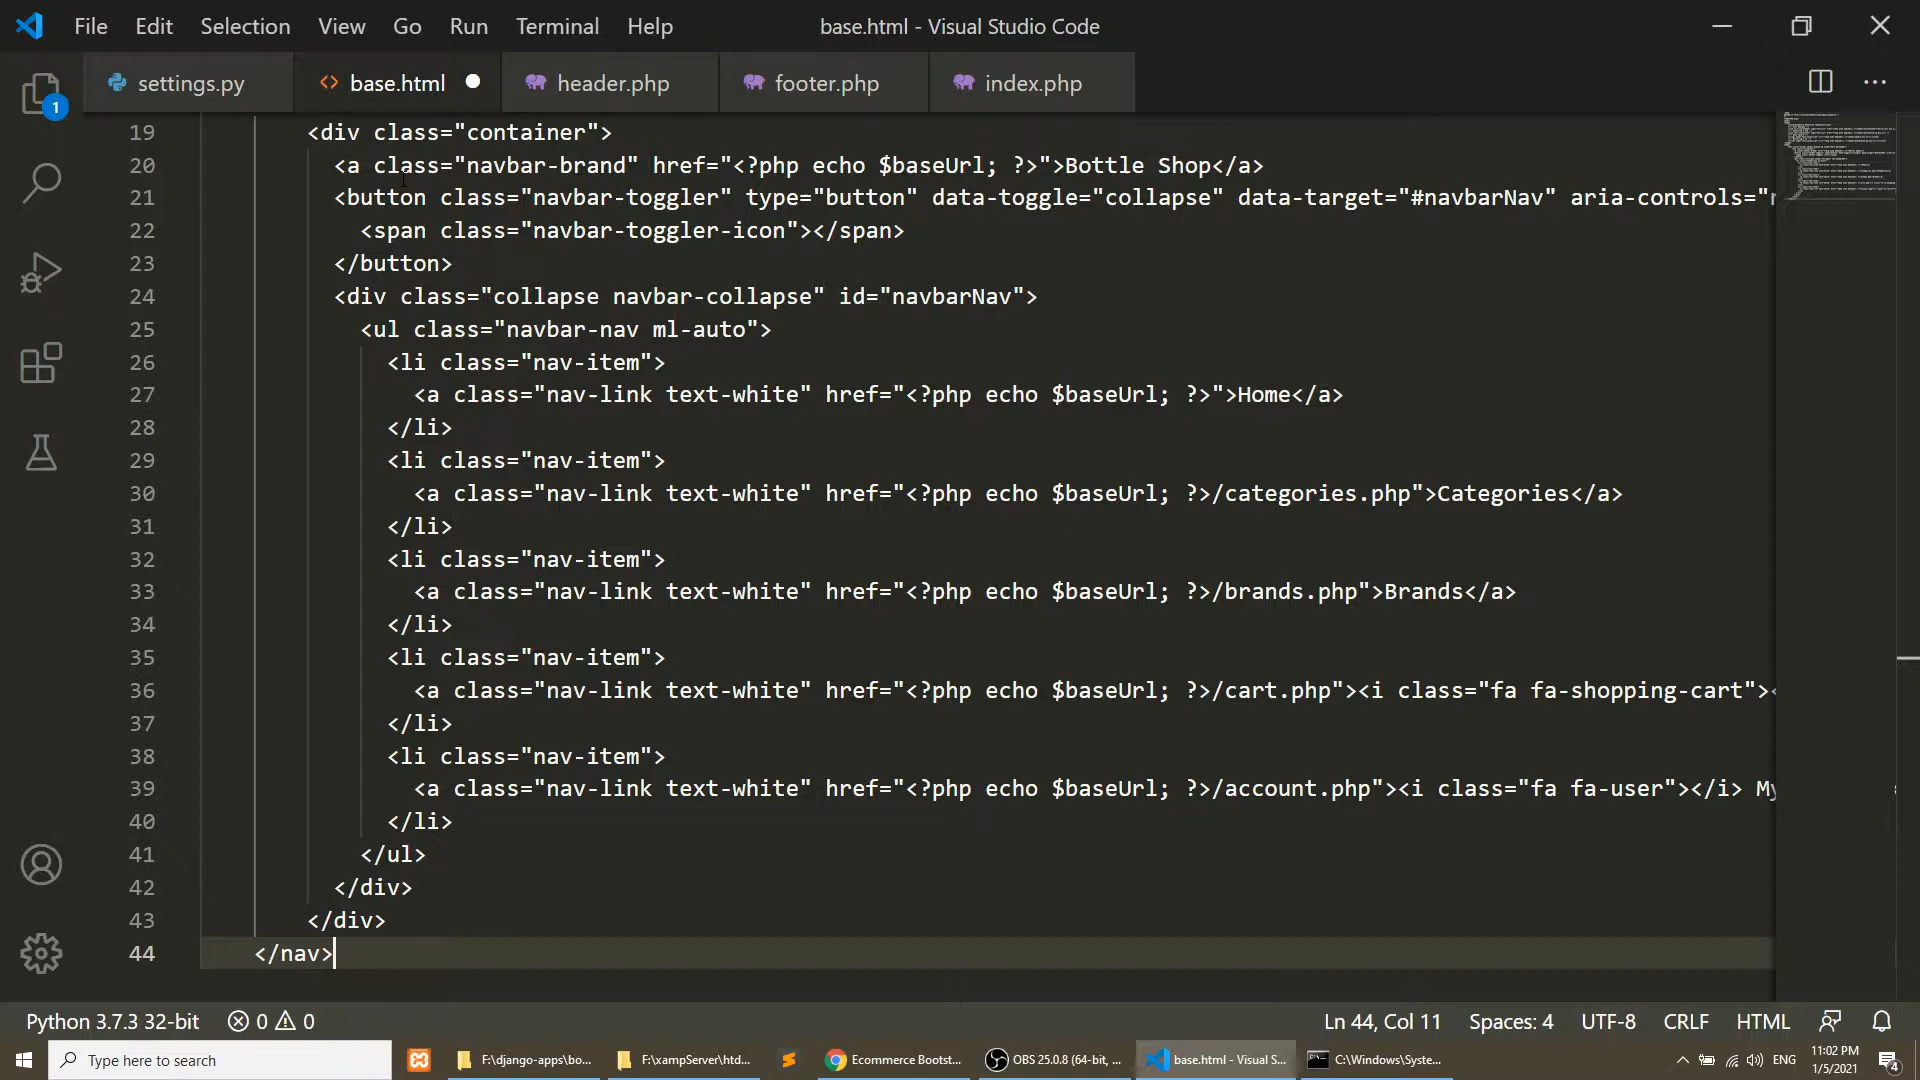 File Edit Selection View Go Run Terminal Help base.html - Visual Studio Code
settings.py base.html header.php footer.php index.php
1
19 <div class="container">
20 <a class="navbar-brand" href="<?php echo $baseUrl; ?>">Bottle Shop</a>
21 <button class="navbar-toggler" type="button" data-toggle="collapse" data-target="#navbarNav" aria-controls="
22 <span class="navbar-toggler-icon"></span>
23 </button>
24 <div class="collapse navbar-collapse" id="navbarNav">
25 <ul class="navbar-nav ml-auto">
26 <li class="nav-item">
27 <a class="nav-link text-white" href="<?php echo $baseUrl; ?>">Home</a>
28 </li>
29 <li class="nav-item">
30 <a class="nav-link text-white" href="<?php echo $baseUrl; ?>/categories.php">Categories</a>
31 </li>
32 <li class="nav-item">
33 <a class="nav-link text-white" href="<?php echo $baseUrl; ?>/brands.php">Brands</a>
34 </li>
35 <li class="nav-item">
36 <a class="nav-link text-white" href="<?php echo $baseUrl; ?>/cart.php"><i class="fa fa-shopping-cart"><
37 </li>
38 <li class="nav-item">
39 <a class="nav-link text-white" href="<?php echo $baseUrl; ?>/account.php"><i class="fa fa-user"></i> My
40 </li>
41 </ul>
42 </div>
43 </div>
44 </nav>
Python 3.7.3 32-bit 0 0 Ln 44, Col 11 Spaces: 4 UTF-8 CRLF HTML
Type here to search F:\django-apps\bo... F:\xampServer\htd... Ecommerce Bootst... OBS 25.0.8 (64-bit, ... base.html - Visual S... C:\Windows\Syste... ENG 11:02 PM
1/5/2021
4